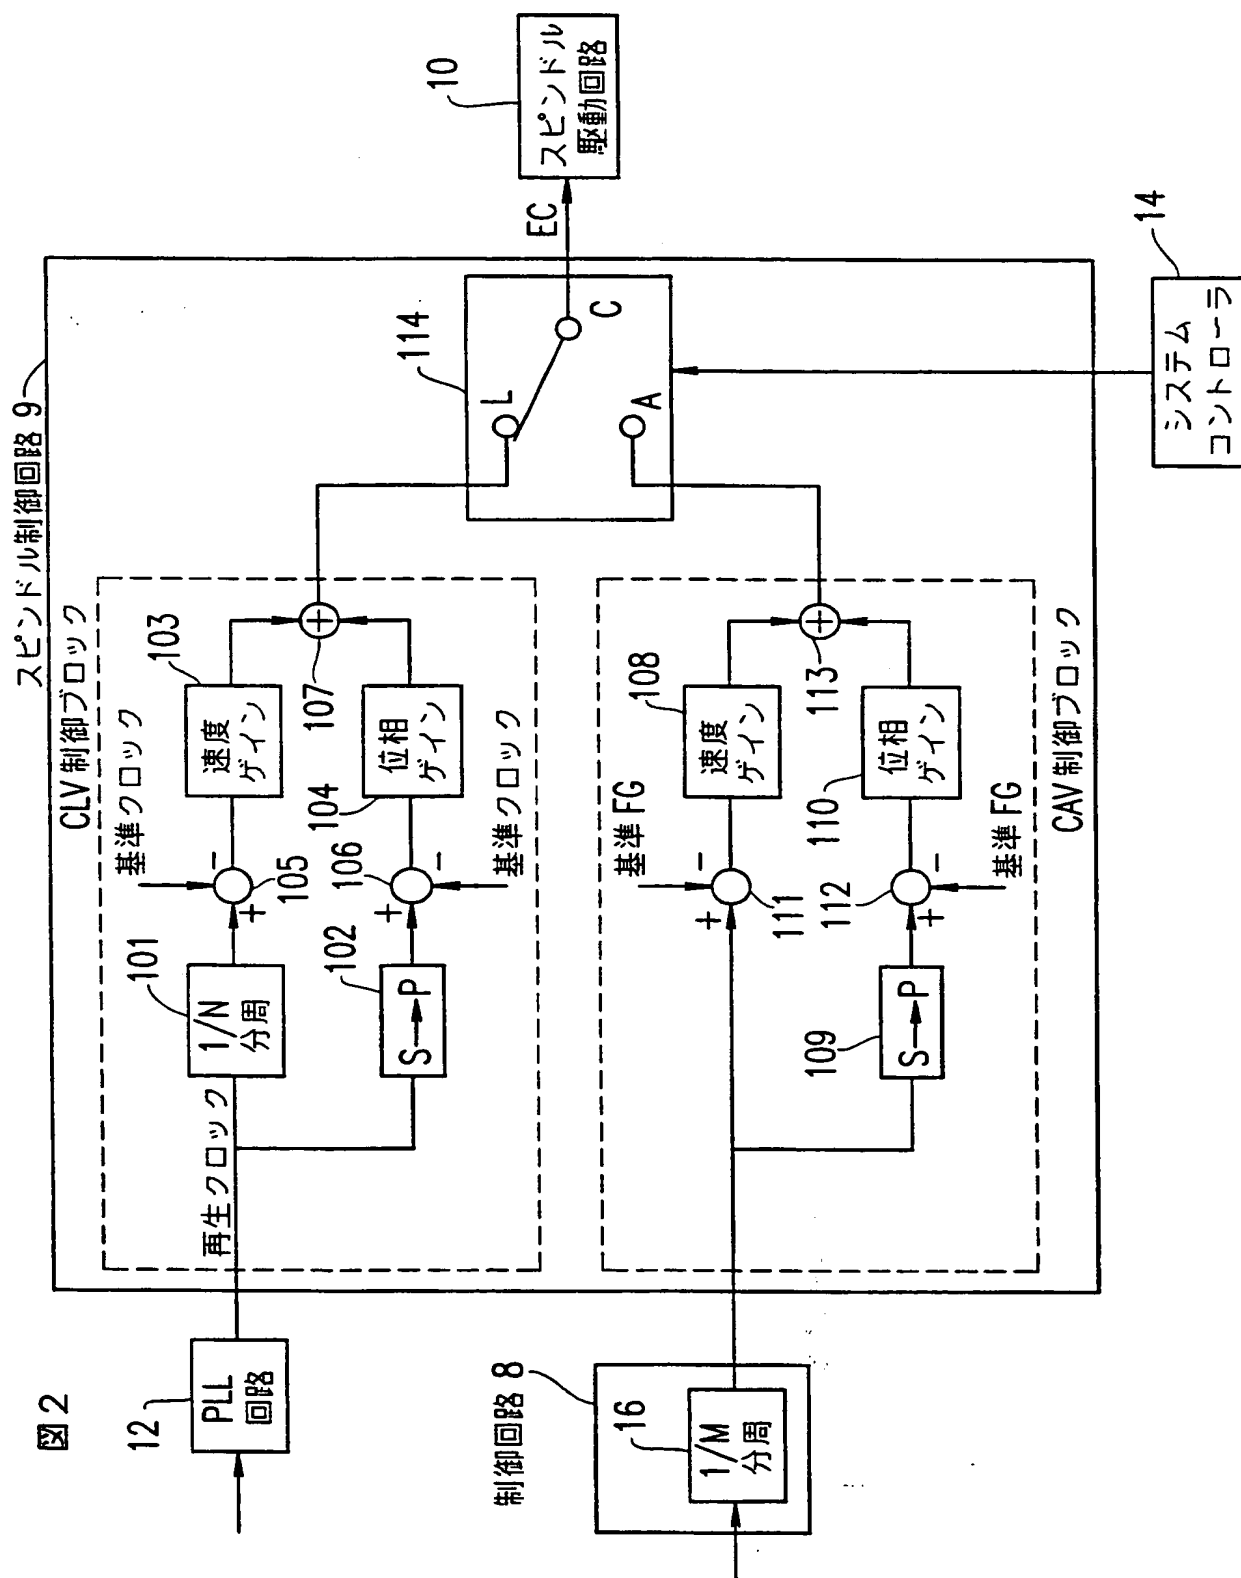 図2
スピンドル制御回路 9
CLV 制御ブロック
12
PLL
回路
再生クロック
101
1/N
分周
+
-
基準クロック
105
103
速度
ゲイン
102
S→P
+
-
106
基準クロック
104
位相
ゲイン
107
+
114
L
C
A
EC
10
スピンドル
駆動回路
制御回路 8
16
1/M
分周
+
-
基準 FG
111
108
速度
ゲイン
109
S→P
+
-
112
基準 FG
110
位相
ゲイン
113
+
CAV 制御ブロック
14
システム
コントローラ